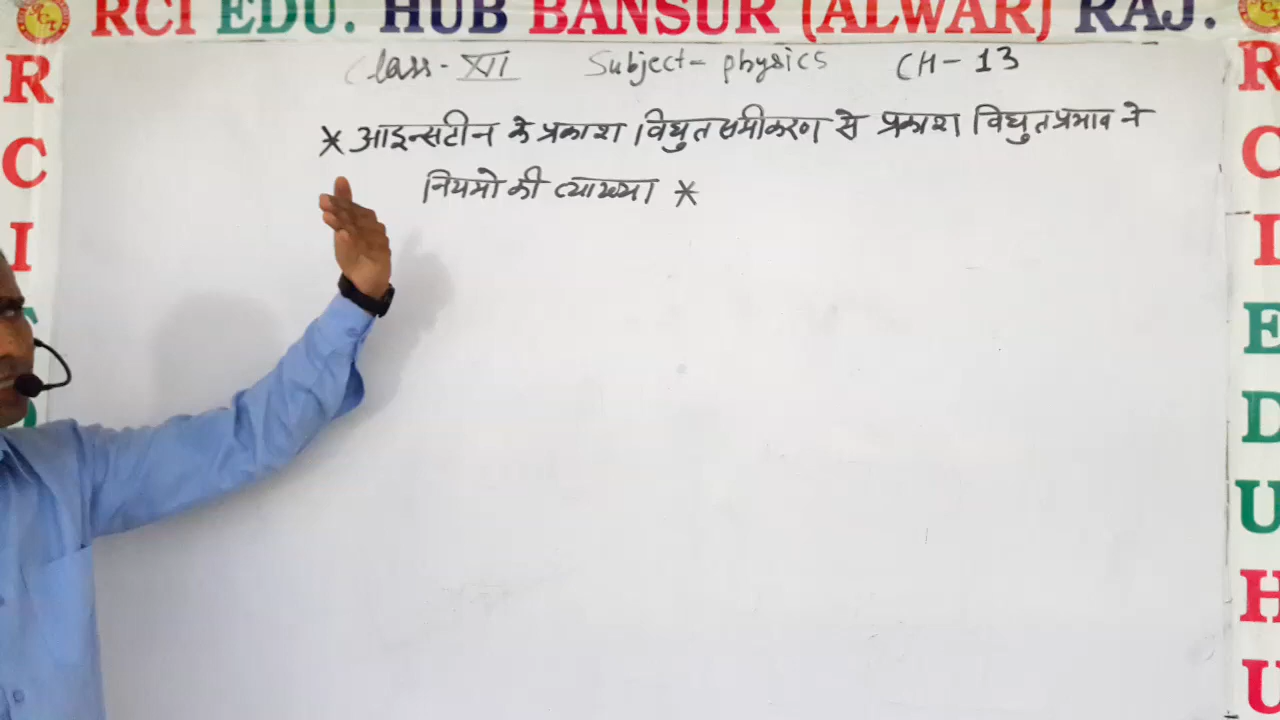 RCI EDU. HUB BANSUR (ALWAR) RAJ.
Class - XII Subject - physics CH - 13
* आइन्सटीन के प्रकाश विद्युत समीकरण से प्रकाश विद्युत प्रभाव ने
नियमो की व्याख्या *
R
C
I
E
D
R
C
I
E
D
U
H
U